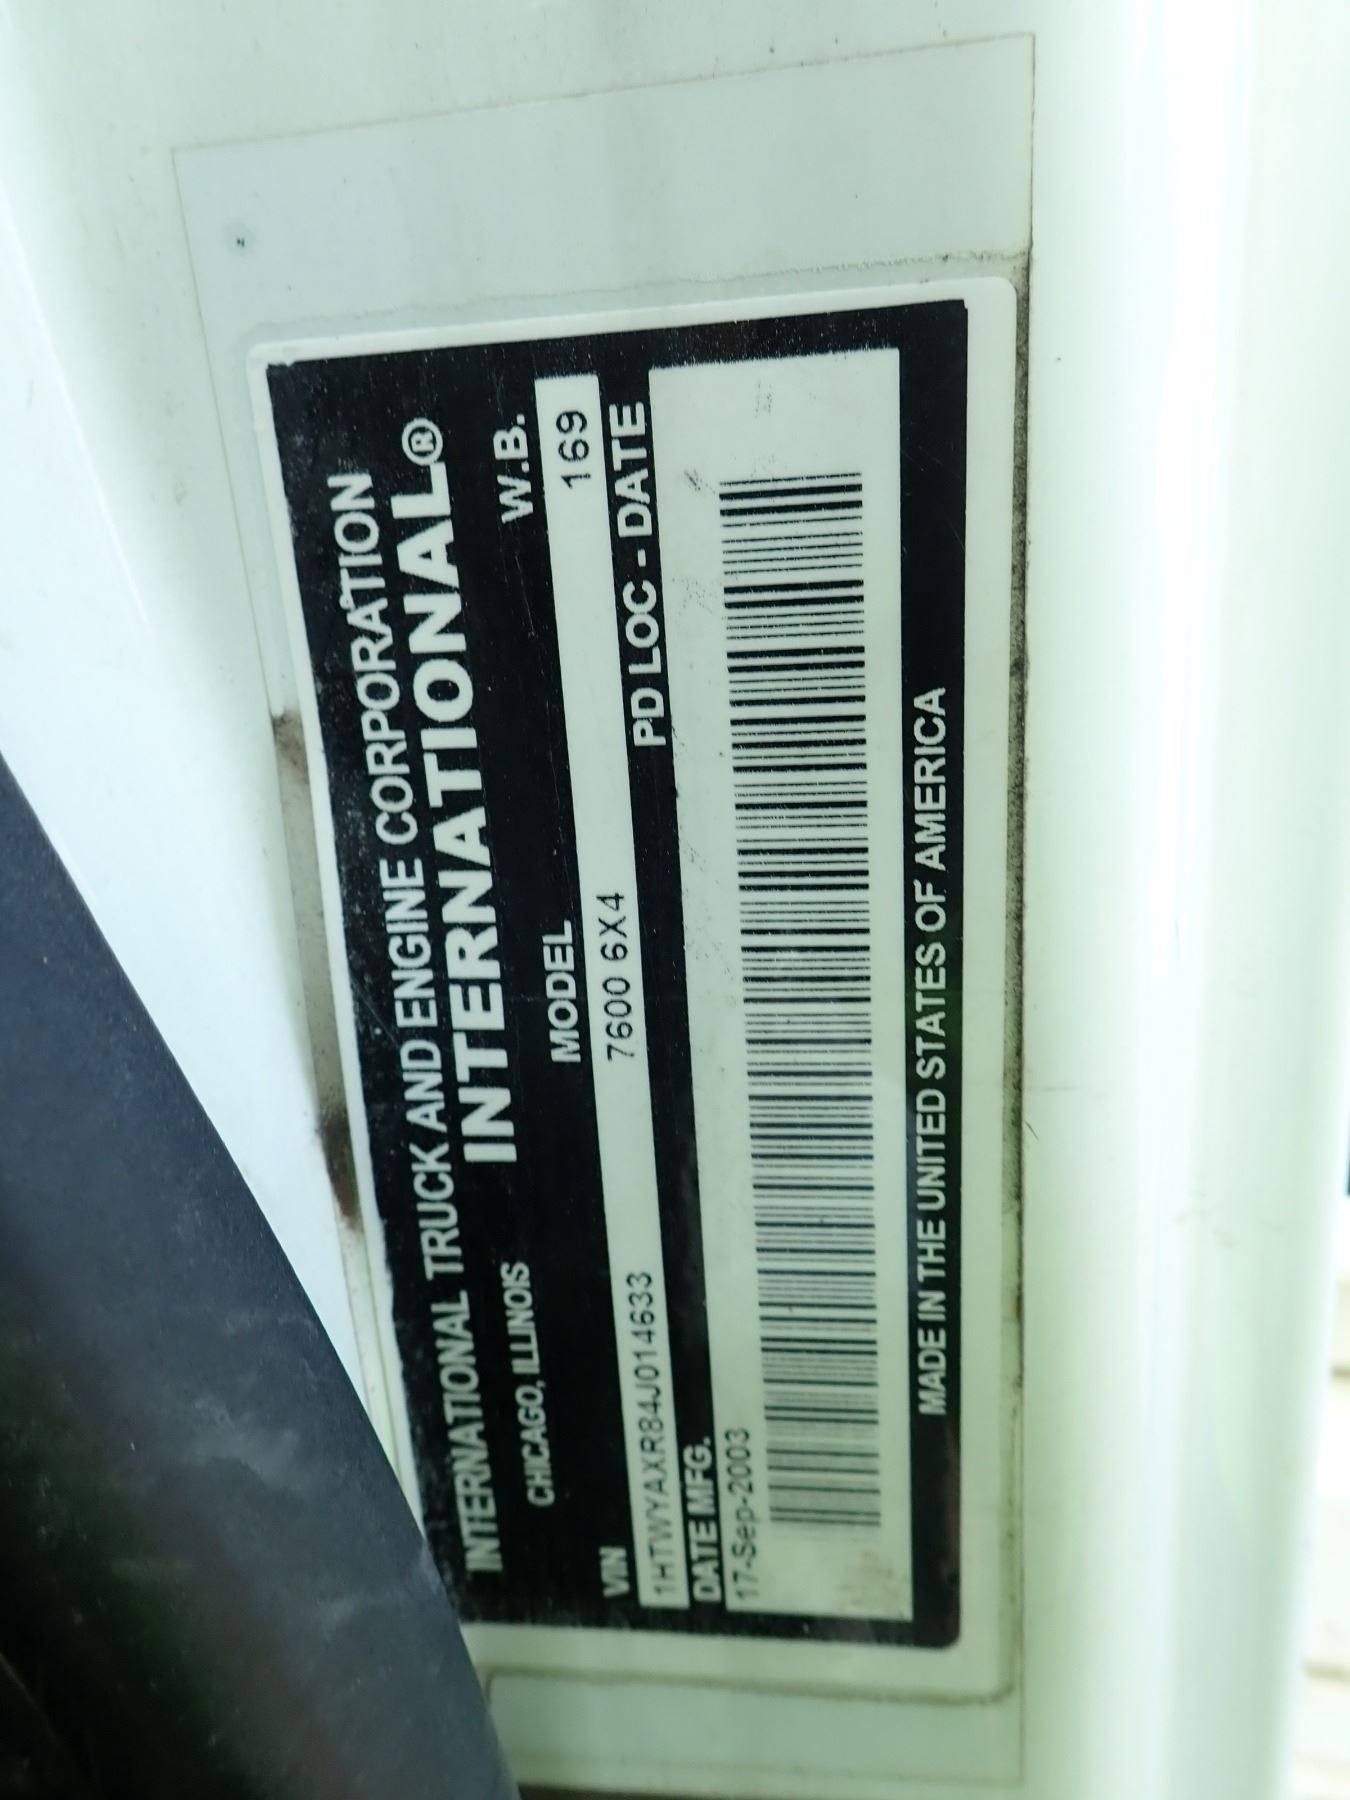 INTERNATIONAL TRUCK AND ENGINE CORPORATION
CHICAGO, ILLINOIS INTERNATIONAL®
VIN MODEL W.B.
1HTWYAXR84J014633 7600 6X4 169
DATE MFG. PD LOC - DATE
17-Sep-2003
MADE IN THE UNITED STATES OF AMERICA